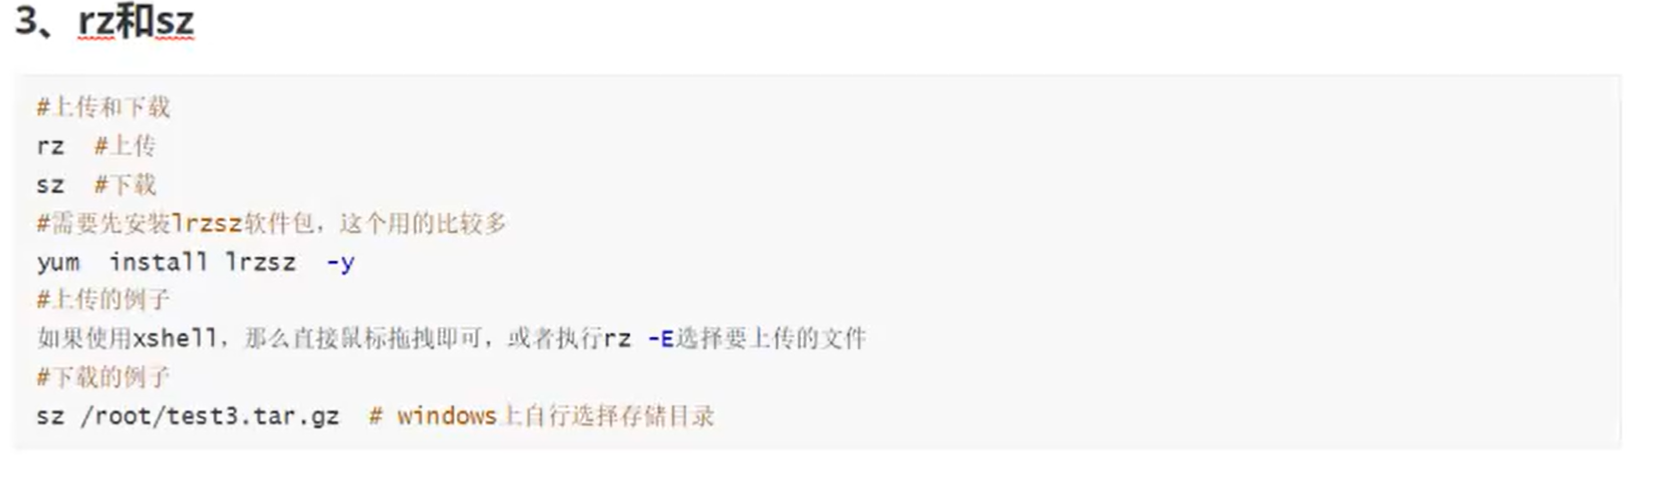 3、rz和sz
#上传和下载
rz  #上传
sz  #下载
#需要先安装lrzsz软件包，这个用的比较多
yum  install lrzsz  -y
#上传的例子
如果使用xshell，那么直接鼠标拖拽即可，或者执行rz -E选择要上传的文件
#下载的例子
sz /root/test3.tar.gz  # windows上自行选择存储目录